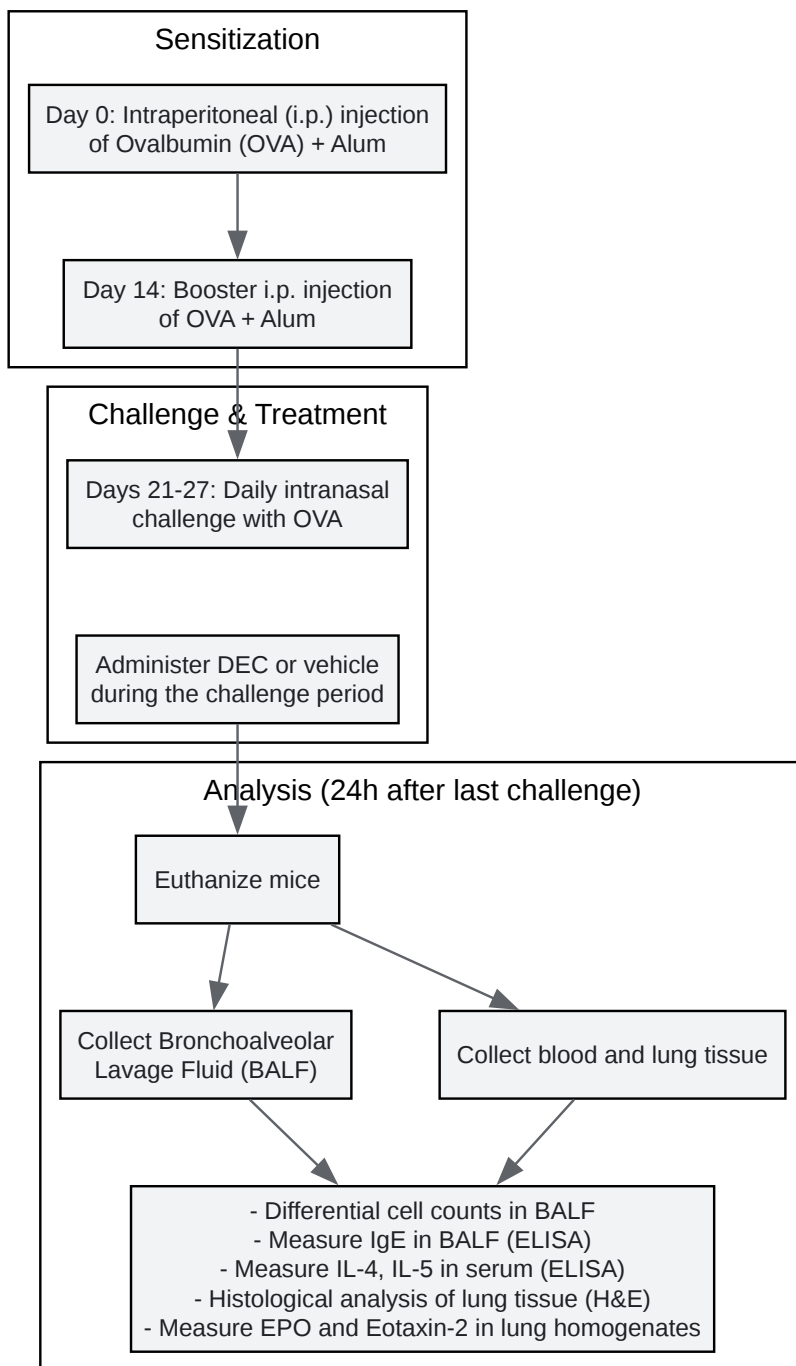 Sensitization
Day 0: Intraperitoneal (i.p.) injection
of Ovalbumin (OVA) + Alum
Day 14: Booster i.p. injection
of OVA + Alum
Challenge & Treatment
Days 21-27: Daily intranasal
challenge with OVA
Administer DEC or vehicle
during the challenge period
Analysis (24h after last challenge)
Euthanize mice
Collect Bronchoalveolar
Lavage Fluid (BALF)
Collect blood and lung tissue
- Differential cell counts in BALF
- Measure IgE in BALF (ELISA)
- Measure IL-4, IL-5 in serum (ELISA)
- Histological analysis of lung tissue (H&E)
- Measure EPO and Eotaxin-2 in lung homogenates